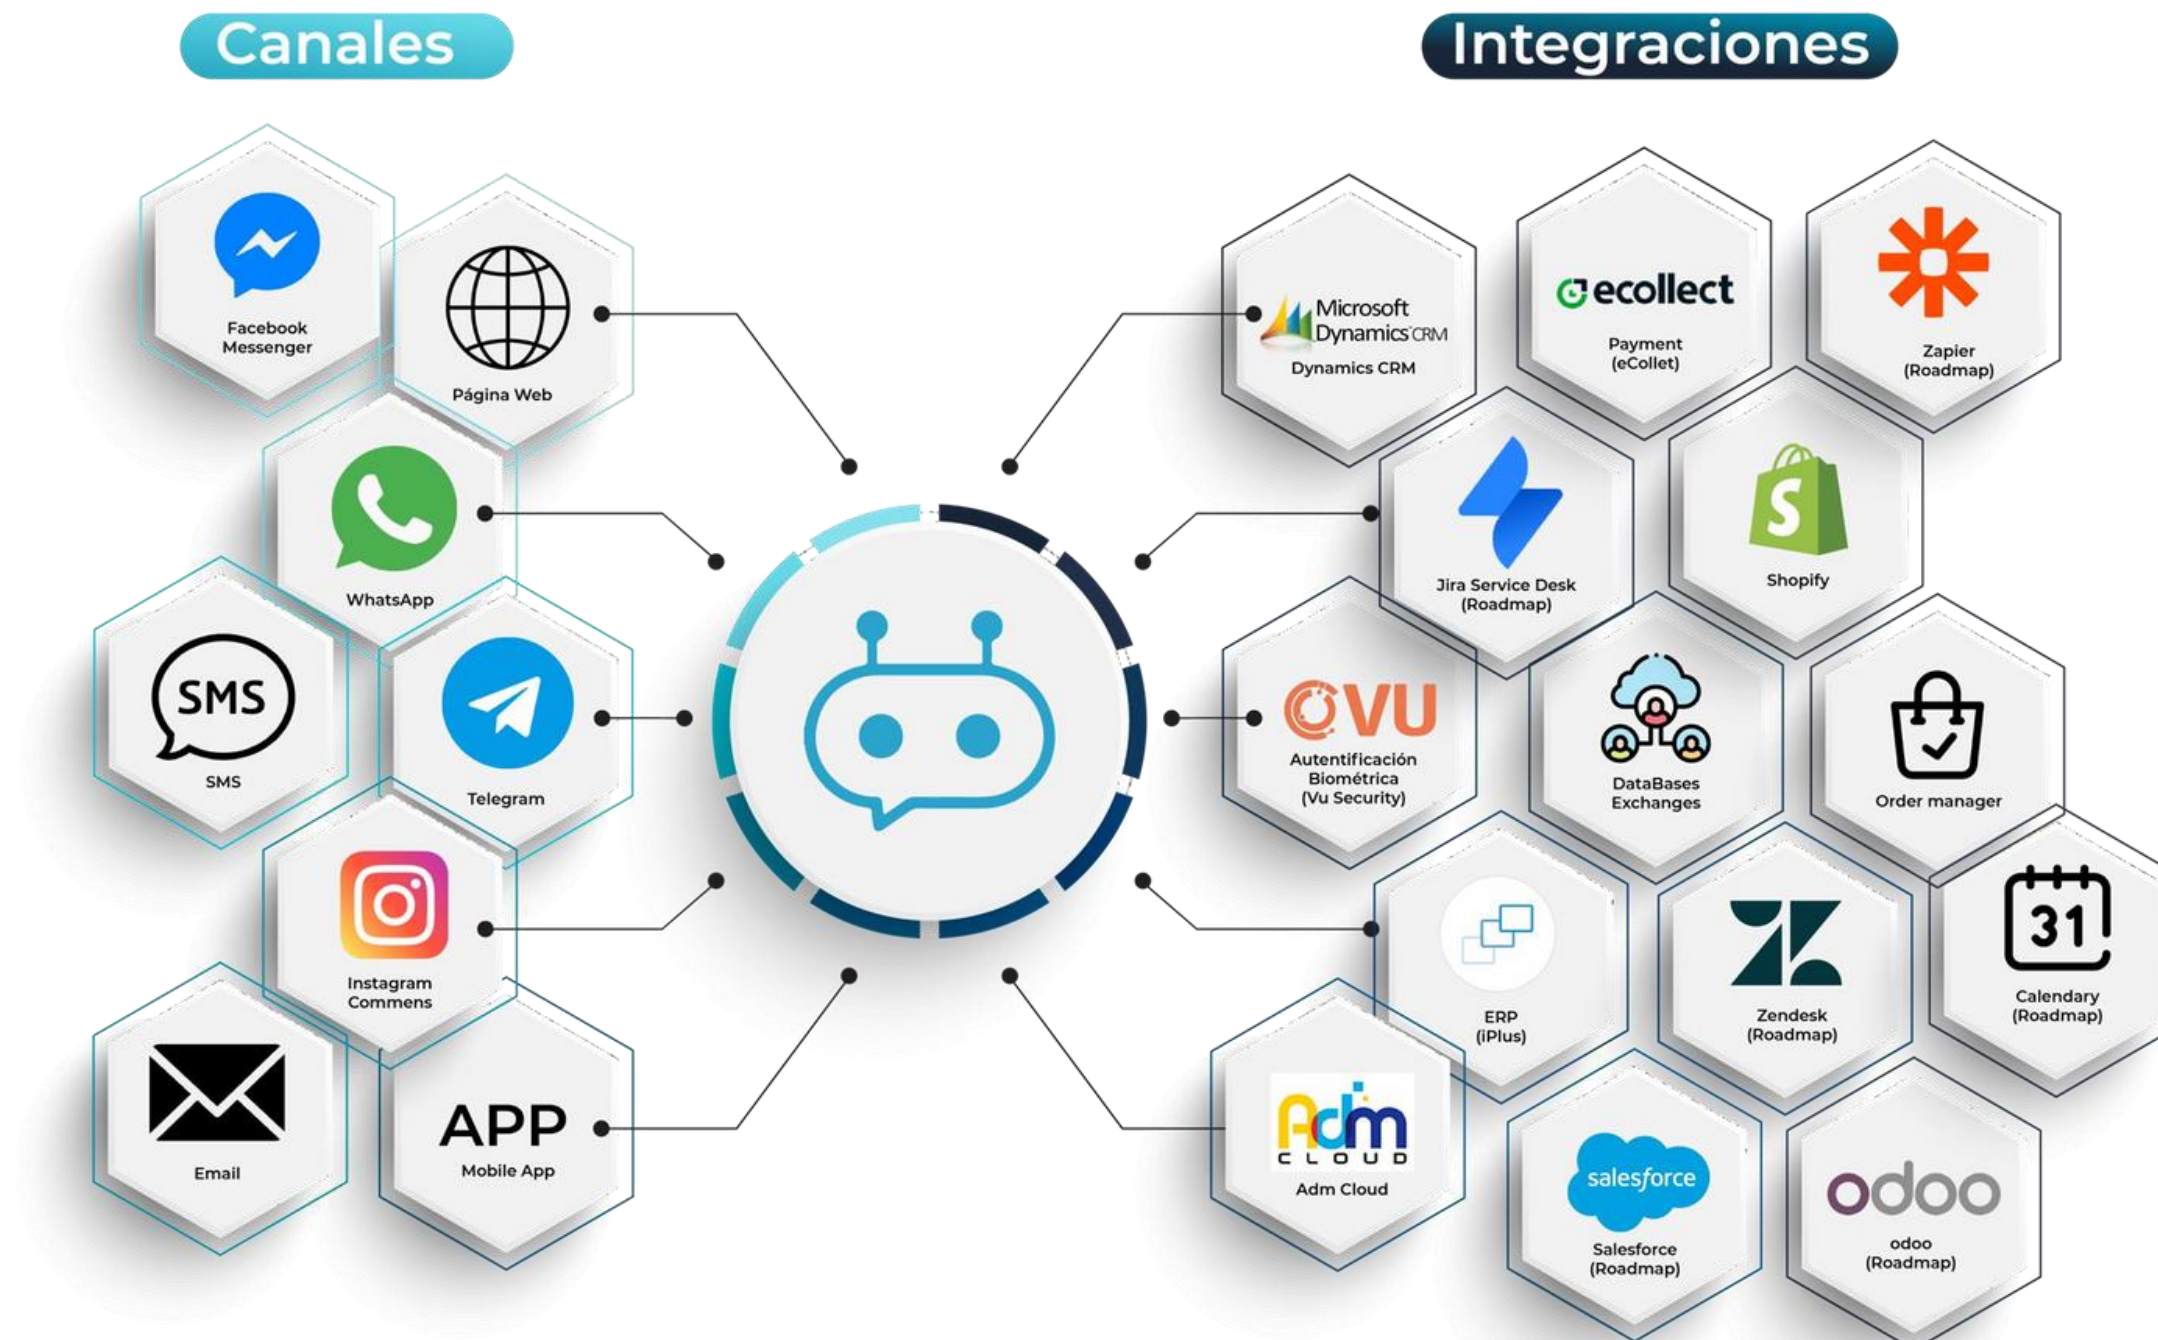 Canales
Integraciones
Facebook
Messenger
Página Web
WhatsApp
SMS
SMS
Telegram
Instagram
Commens
Email
APP
Mobile App
Microsoft
Dynamics CRM
Dynamics CRM
ecollect
Payment
(eCollet)
Zapier
(Roadmap)
Jira Service Desk
(Roadmap)
S
Shopify
VU
Autentificación
Biométrica
(Vu Security)
DataBases
Exchanges
Order manager
ERP
(iPlus)
Zendesk
(Roadmap)
31
Calendary
(Roadmap)
Adm
CLOUD
Adm Cloud
salesforce
Salesforce
(Roadmap)
odoo
odoo
(Roadmap)